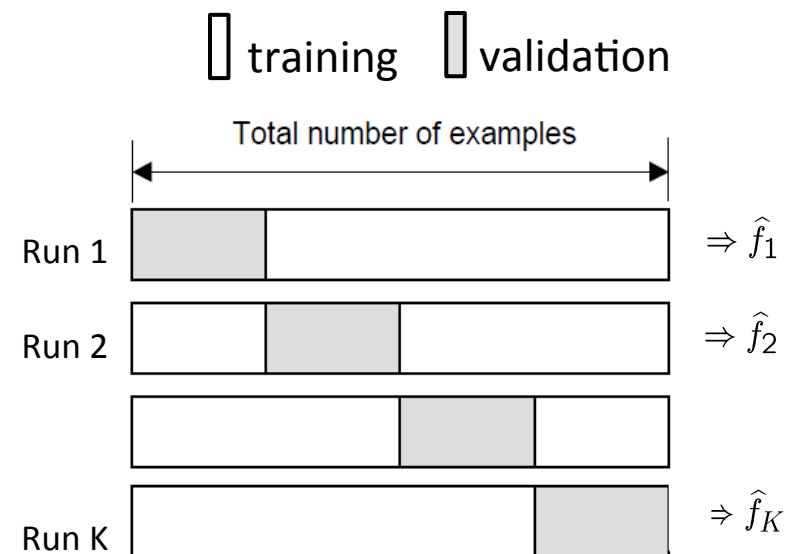 training validation
Total number of examples
Run 1 ⇒ f̂₁
Run 2 ⇒ f̂₂
Run K ⇒ f̂_K